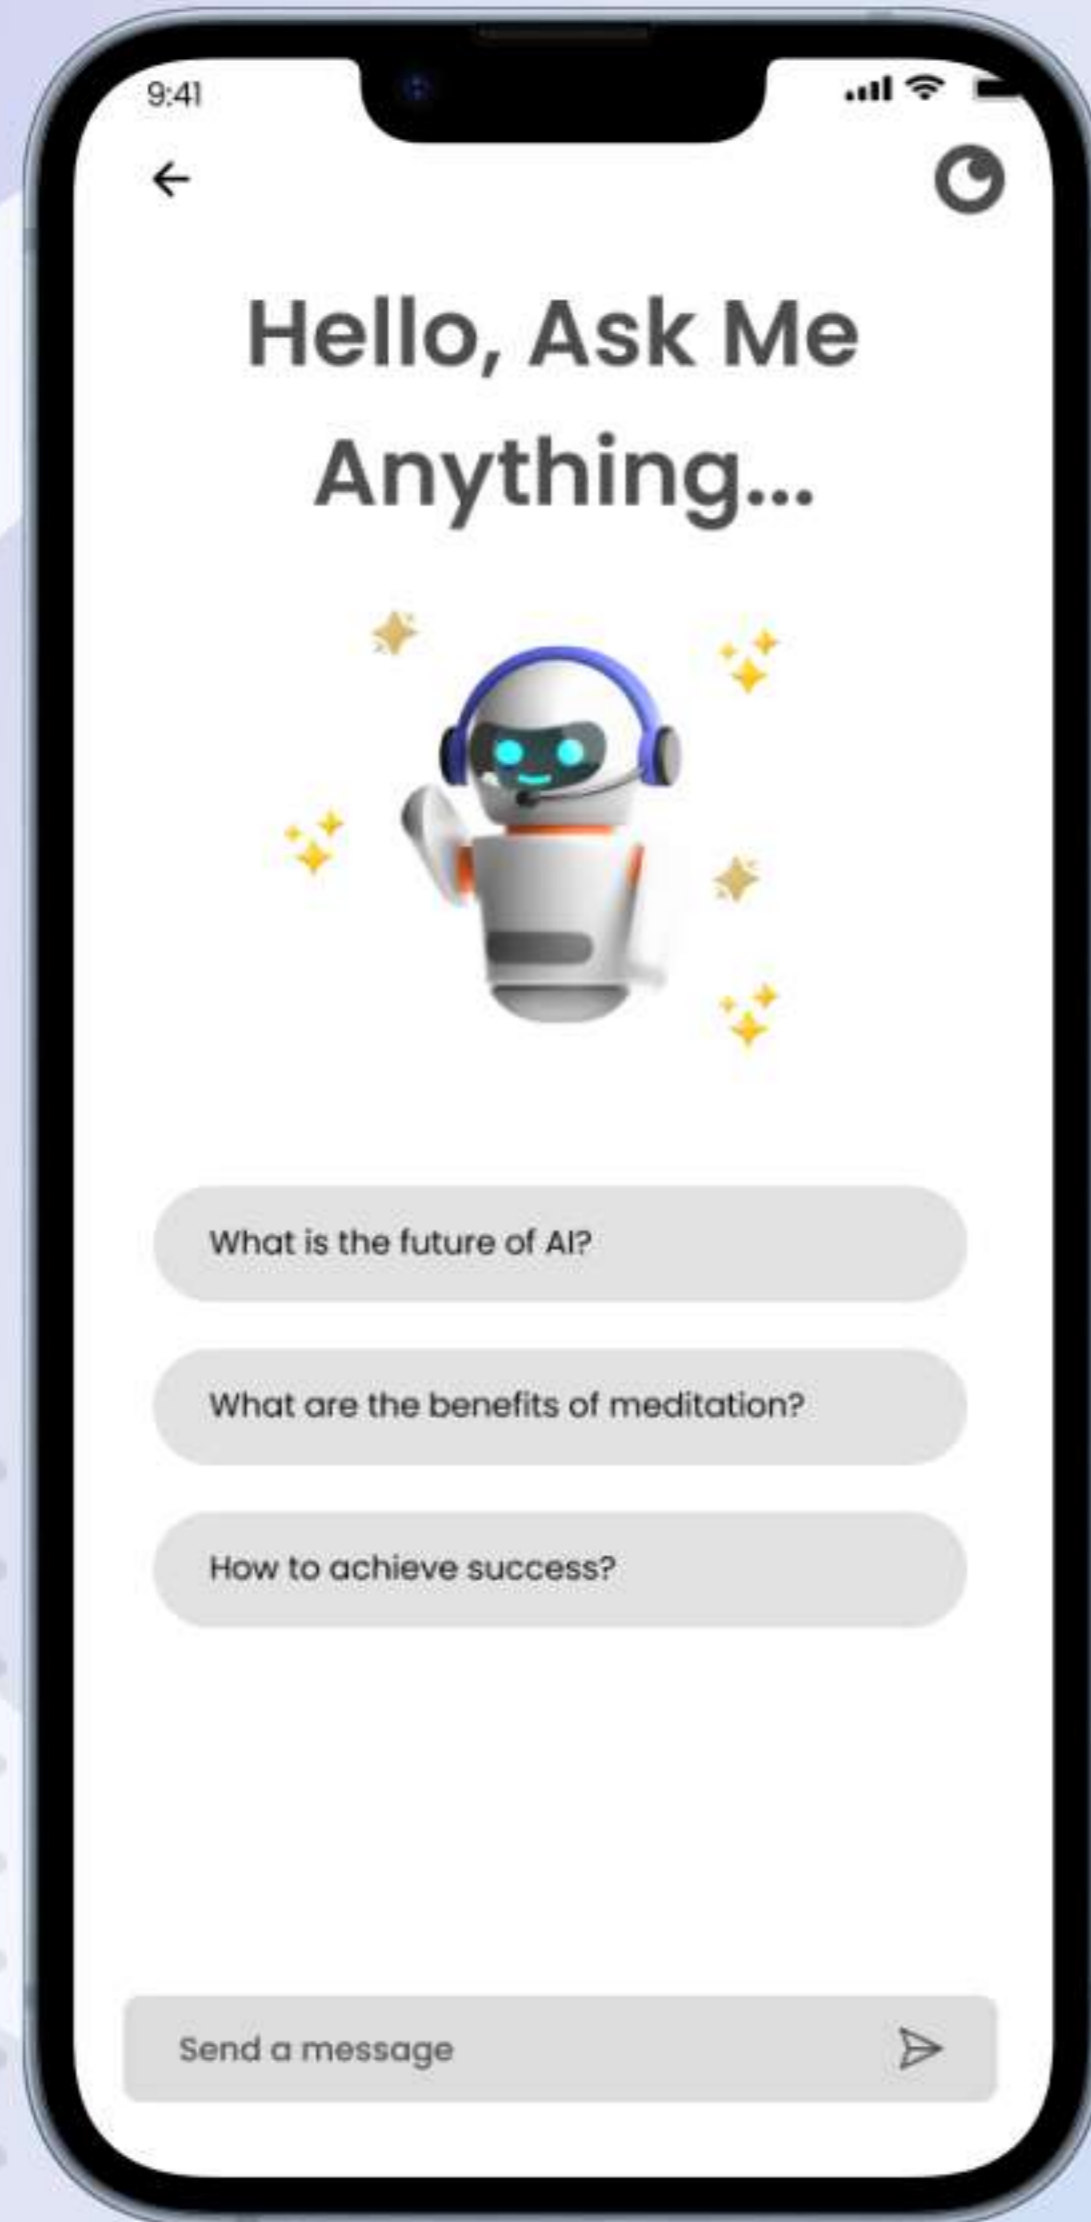 9:41
Hello, Ask Me
Anything...
What is the future of AI?
What are the benefits of meditation?
How to achieve success?
Send a message